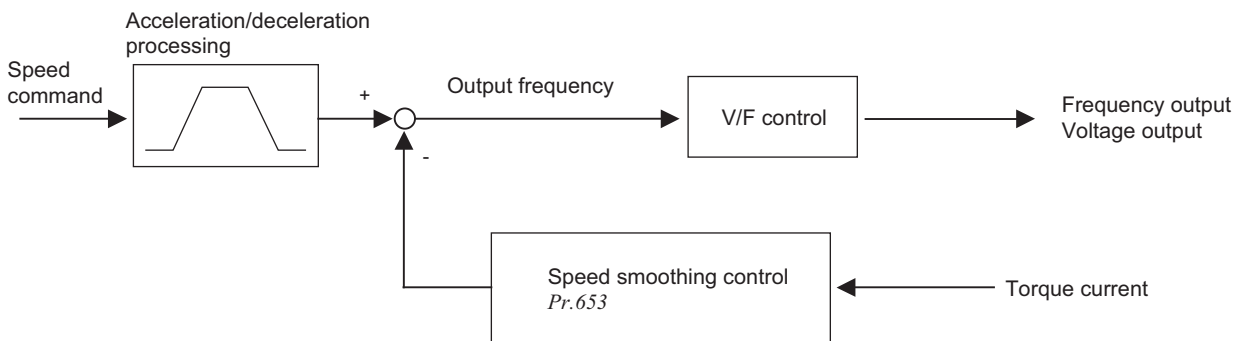 Acceleration/deceleration
processing
Speed
command
+
Output frequency
V/F control
Frequency output
Voltage output
-
Speed smoothing control
Pr.653
Torque current